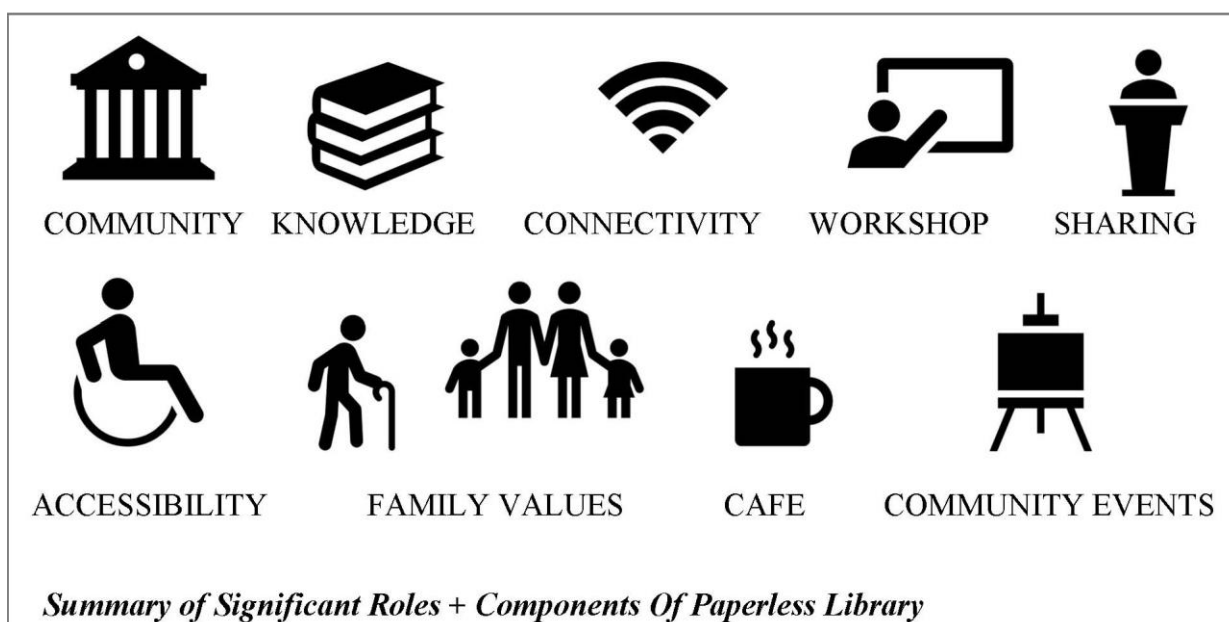 COMMUNITY KNOWLEDGE CONNECTIVITY WORKSHOP SHARING
ACCESSIBILITY FAMILY VALUES CAFE COMMUNITY EVENTS
Summary of Significant Roles + Components Of Paperless Library